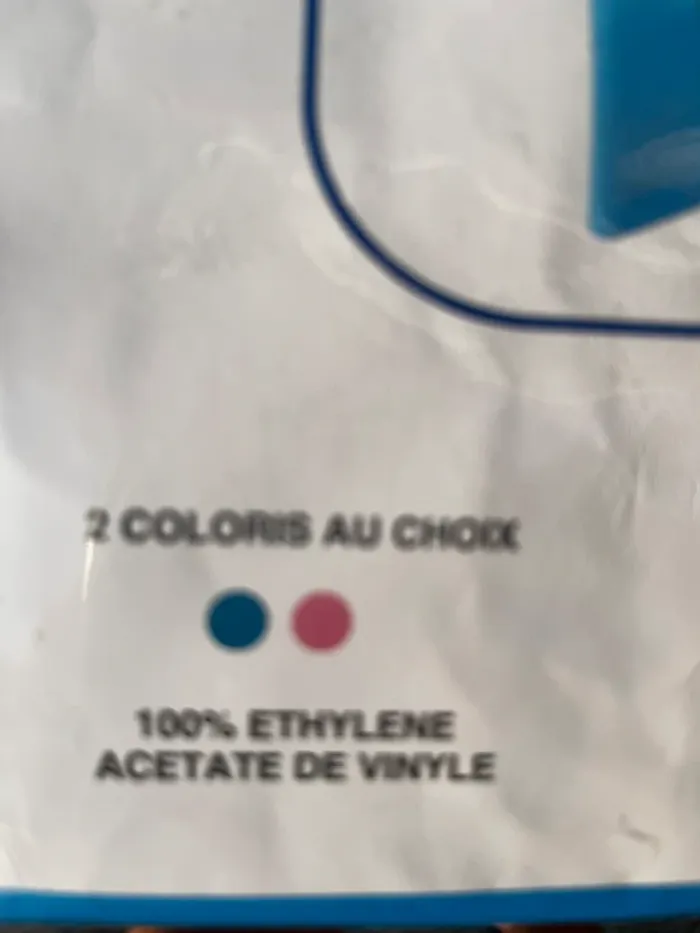 2 COLORIS AU CHOIX
100% ETHYLENE
ACETATE DE VINYLE